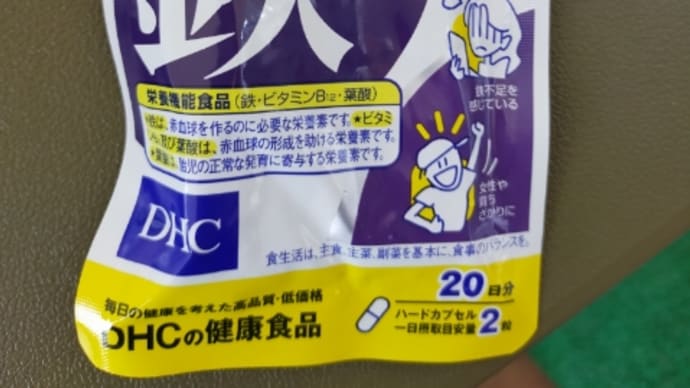 鉄
鉄不足を
感じている
栄養機能食品(鉄・ビタミンB12・葉酸)
★鉄は、赤血球を作るのに必要な栄養素です。★ビタミ
ンB12及び葉酸は、赤血球の形成を助ける栄養素です。
★葉酸は、胎児の正常な発育に寄与する栄養素です。
女性や
育ち
ざかりに
DHC
食生活は、主食、主菜、副菜を基本に、食事のバランスを。
20日分
毎日の健康を考えた高品質・低価格
DHCの健康食品
ハードカプセル
一日摂取目安量2粒